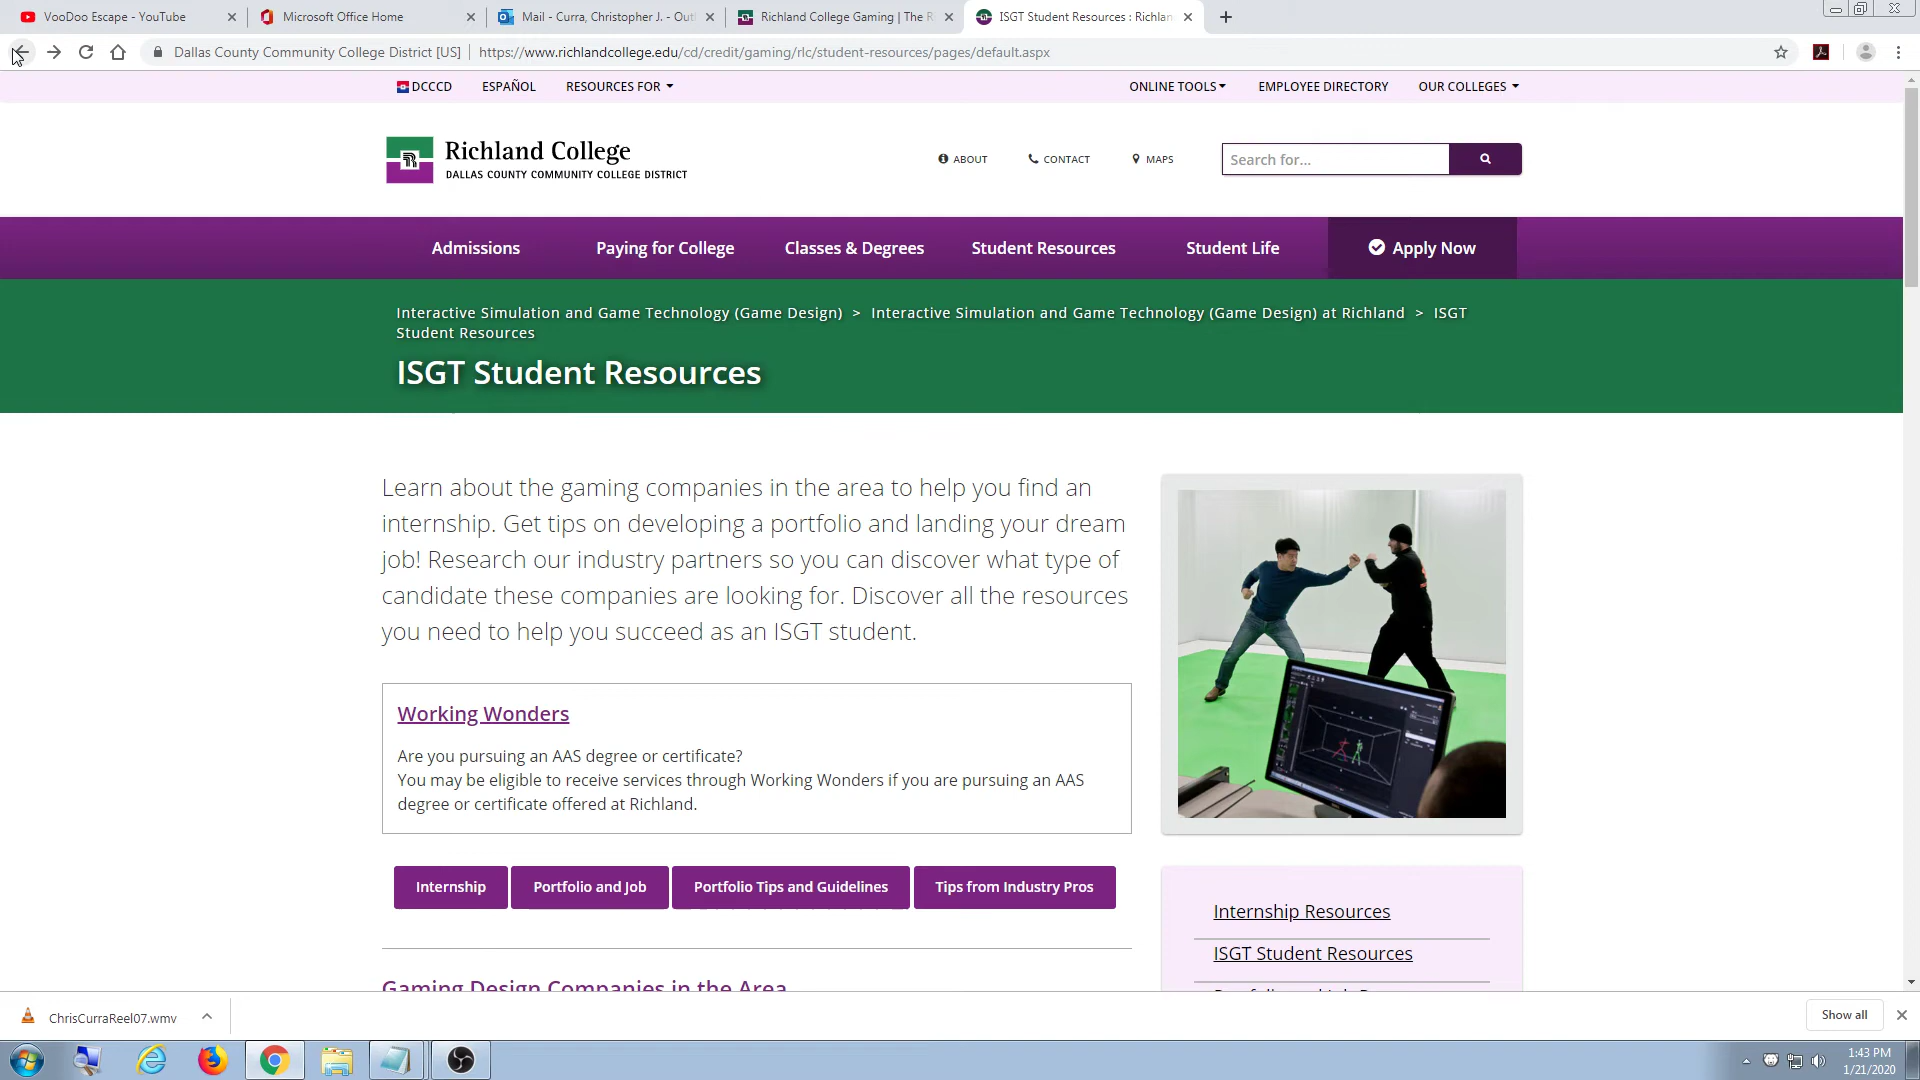 VooDoo Escape - YouTube
Microsoft Office Home
Mail - Curra, Christopher J. - Outl
Richland College Gaming | The R
ISGT Student Resources : Richlan
Dallas County Community College District [US] https://www.richlandcollege.edu/cd/credit/gaming/rlc/student-resources/pages/default.aspx
DCCCD ESPAÑOL RESOURCES FOR
ONLINE TOOLS EMPLOYEE DIRECTORY OUR COLLEGES
Richland College
DALLAS COUNTY COMMUNITY COLLEGE DISTRICT
ABOUT CONTACT MAPS
Search for...
Admissions Paying for College Classes & Degrees Student Resources Student Life Apply Now
Interactive Simulation and Game Technology (Game Design) > Interactive Simulation and Game Technology (Game Design) at Richland > ISGT
Student Resources
ISGT Student Resources
Learn about the gaming companies in the area to help you find an
internship. Get tips on developing a portfolio and landing your dream
job! Research our industry partners so you can discover what type of
candidate these companies are looking for. Discover all the resources
you need to help you succeed as an ISGT student.
Working Wonders
Are you pursuing an AAS degree or certificate?
You may be eligible to receive services through Working Wonders if you are pursuing an AAS
degree or certificate offered at Richland.
Internship Portfolio and Job Portfolio Tips and Guidelines Tips from Industry Pros
Gaming Design Companies in the Area
Internship Resources
ISGT Student Resources
ChrisCurraReel07.wmv
Show all
1:43 PM
1/21/2020